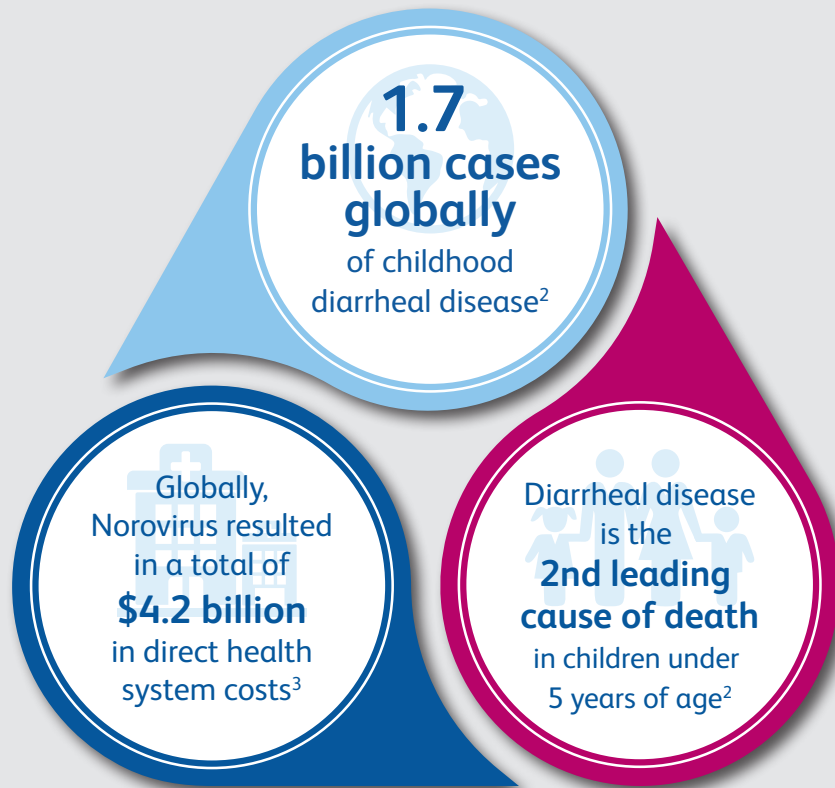 1.7
billion cases
globally
of childhood
diarrheal disease²
Globally,
Norovirus resulted
in a total of
$4.2 billion
in direct health
system costs³
Diarrheal disease
is the
2nd leading
cause of death
in children under
5 years of age²